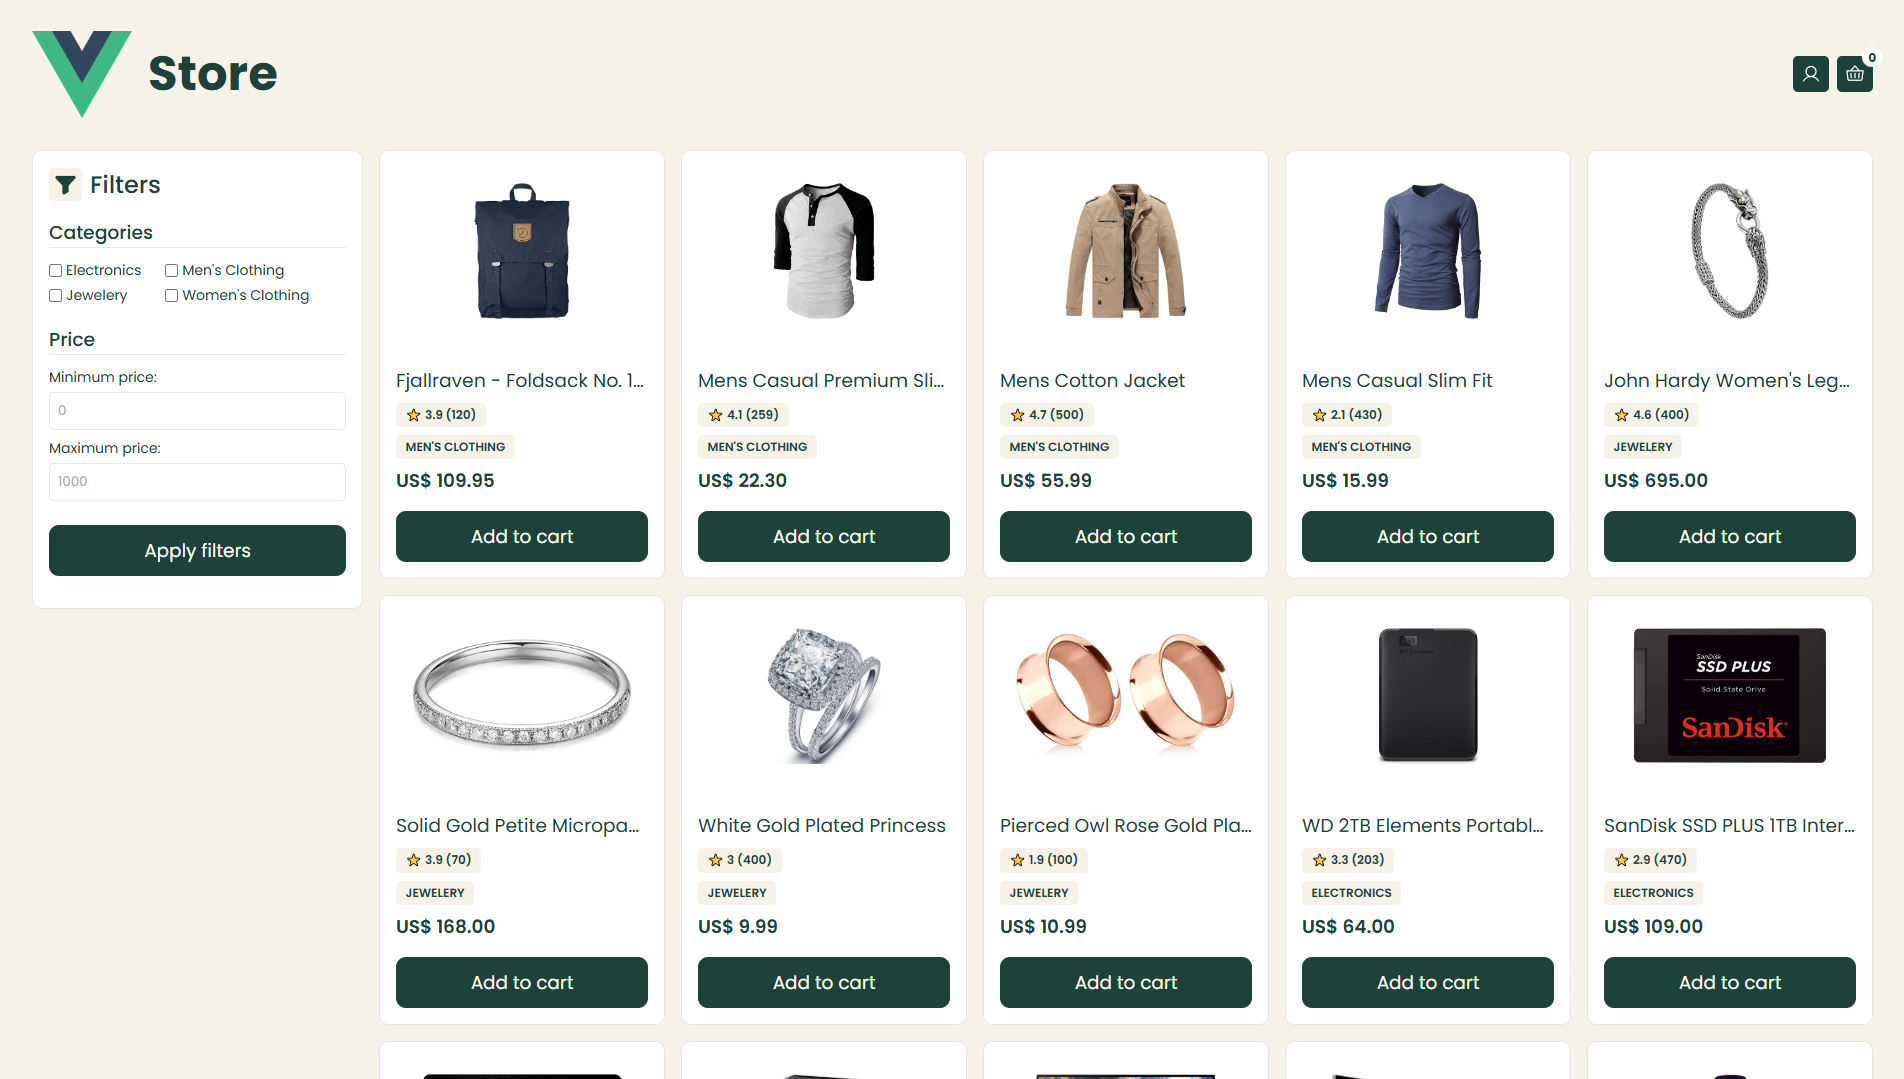 Store
0
Filters
Categories
Electronics
Men's Clothing
Jewelery
Women's Clothing
Price
Minimum price:
0
Maximum price:
1000
Apply filters
Fjallraven - Foldsack No. 1...
3.9 (120)
MEN'S CLOTHING
US$ 109.95
Add to cart
Mens Casual Premium Sli...
4.1 (259)
MEN'S CLOTHING
US$ 22.30
Add to cart
Mens Cotton Jacket
4.7 (500)
MEN'S CLOTHING
US$ 55.99
Add to cart
Mens Casual Slim Fit
2.1 (430)
MEN'S CLOTHING
US$ 15.99
Add to cart
John Hardy Women's Leg...
4.6 (400)
JEWELERY
US$ 695.00
Add to cart
Solid Gold Petite Micropa...
3.9 (70)
JEWELERY
US$ 168.00
Add to cart
White Gold Plated Princess
3 (400)
JEWELERY
US$ 9.99
Add to cart
Pierced Owl Rose Gold Pla...
1.9 (100)
JEWELERY
US$ 10.99
Add to cart
WD 2TB Elements Portabl...
3.3 (203)
ELECTRONICS
US$ 64.00
Add to cart
SanDisk
SSD PLUS
Solid State Drive
SanDisk
SanDisk SSD PLUS 1TB Inter...
2.9 (470)
ELECTRONICS
US$ 109.00
Add to cart